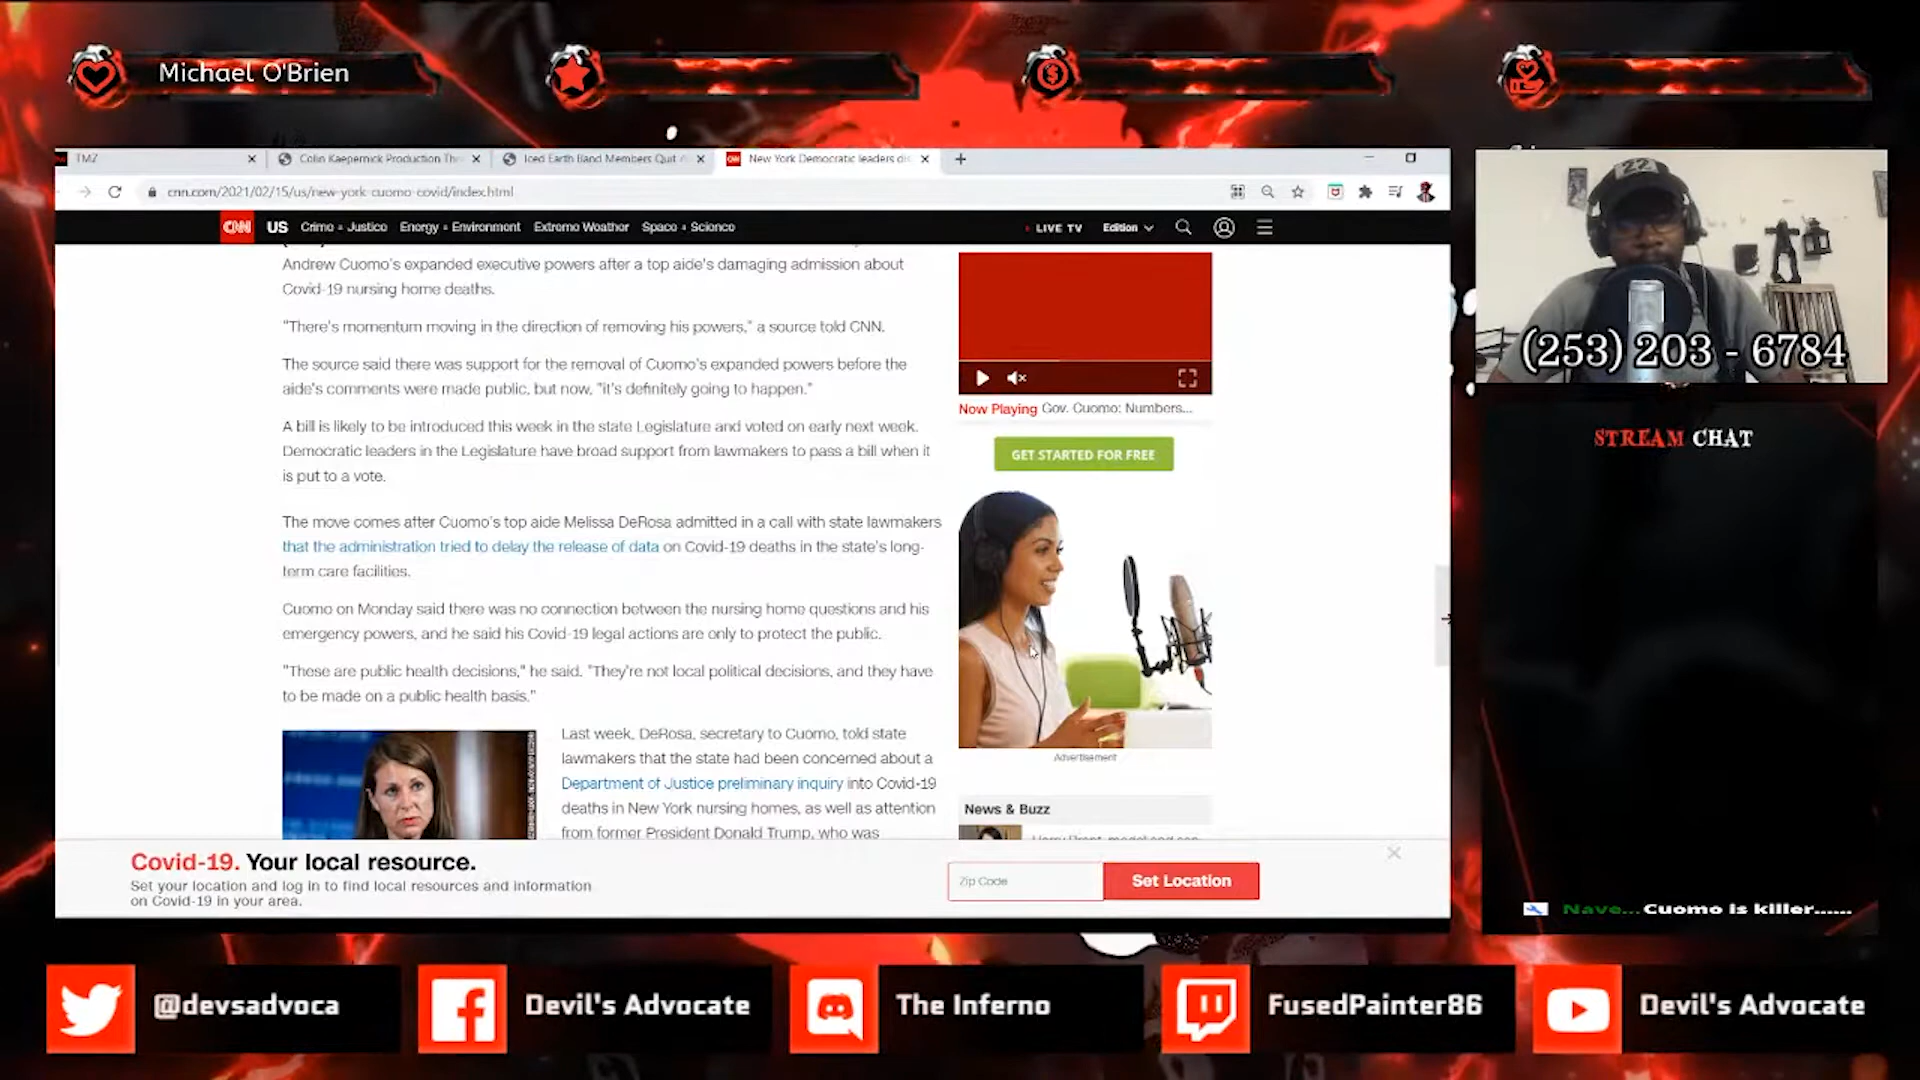 Michael O'Brien
TMZ
Colin Kaepernick Production Thr
Iced Earth Band Members Quit A
New York Democratic leaders di
cnn.com/2021/02/15/us/new-york-cuomo-covid/index.html
CNN US Crime + Justice Energy + Environment Extreme Weather Space + Science
LIVE TV Edition
Andrew Cuomo's expanded executive powers after a top aide's damaging admission about
Covid-19 nursing home deaths.
"There's momentum moving in the direction of removing his powers," a source told CNN.
The source said there was support for the removal of Cuomo's expanded powers before the
aide's comments were made public, but now, "it's definitely going to happen."
A bill is likely to be introduced this week in the state Legislature and voted on early next week.
Democratic leaders in the Legislature have broad support from lawmakers to pass a bill when it
is put to a vote.
The move comes after Cuomo's top aide Melissa DeRosa admitted in a call with state lawmakers
that the administration tried to delay the release of data on Covid-19 deaths in the state's long-
term care facilities.
Cuomo on Monday said there was no connection between the nursing home questions and his
emergency powers, and he said his Covid-19 legal actions are only to protect the public.
"These are public health decisions," he said. "They're not local political decisions, and they have
to be made on a public health basis."
Last week, DeRosa, secretary to Cuomo, told state
lawmakers that the state had been concerned about a
Department of Justice preliminary inquiry into Covid-19
deaths in New York nursing homes, as well as attention
from former President Donald Trump, who was
Now Playing Gov. Cuomo: Numbers...
GET STARTED FOR FREE
Advertisement
News & Buzz
Covid-19. Your local resource.
Set your location and log in to find local resources and information
on Covid-19 in your area.
Zip Code
Set Location
22
(253) 203 - 6784
STREAM CHAT
Nave... Cuomo is killer......
@devsadvoca
Devil's Advocate
The Inferno
FusedPainter86
Devil's Advocate